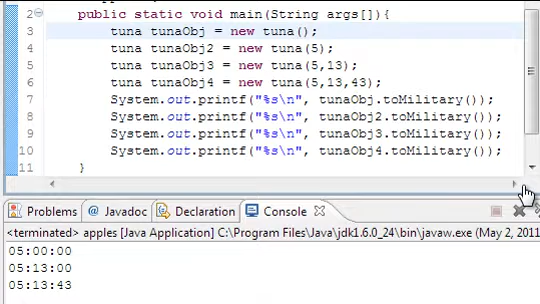 2 public static void main(String args[]){
3 tuna tunaObj = new tuna();
4 tuna tunaObj2 = new tuna(5);
5 tuna tunaObj3 = new tuna(5,13);
6 tuna tunaObj4 = new tuna(5,13,43);
7 System.out.printf("%s\n", tunaObj.toMilitary());
8 System.out.printf("%s\n", tunaObj2.toMilitary());
9 System.out.printf("%s\n", tunaObj3.toMilitary());
10 System.out.printf("%s\n", tunaObj4.toMilitary());
11 }
Problems @ Javadoc Declaration Console
<terminated> apples [Java Application] C:\Program Files\Java\jdk1.6.0_24\bin\javaw.exe (May 2, 2011
05:00:00
05:13:00
05:13:43